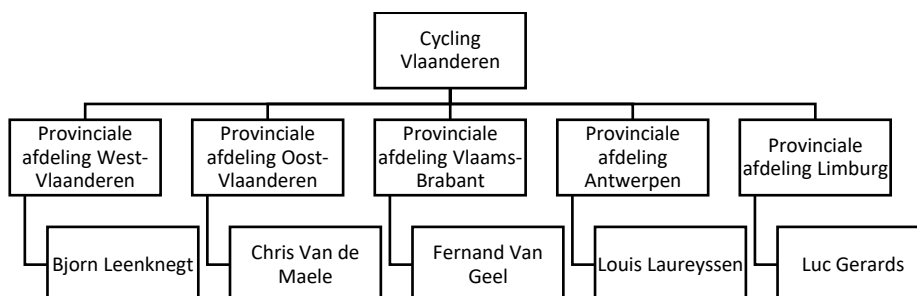 Cycling
Vlaanderen
Provinciale
afdeling West-
Vlaanderen
Provinciale
afdeling Oost-
Vlaanderen
Provinciale
afdeling Vlaams-
Brabant
Provinciale
afdeling
Antwerpen
Provinciale
afdeling Limburg
Bjorn Leenknegt
Chris Van de
Maele
Fernand Van
Geel
Louis Laureyssen
Luc Gerards